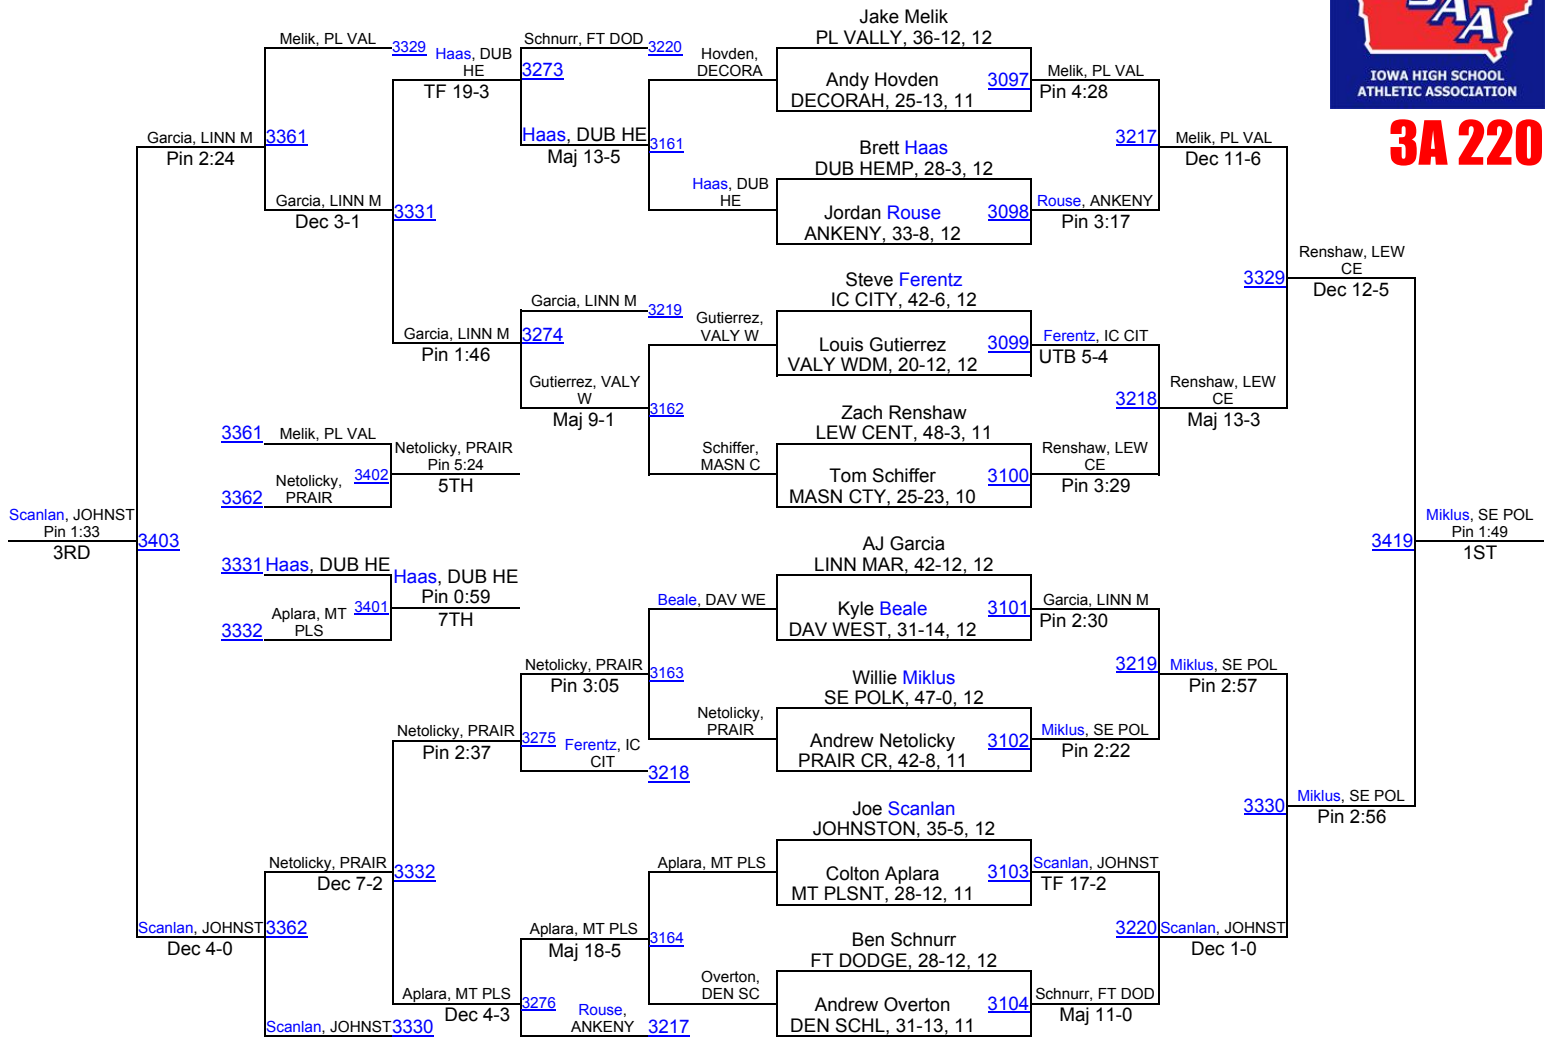 AA
IOWA HIGH SCHOOL
ATHLETIC ASSOCIATION
3A 220
Jake Melik
PL VALLY, 36-12, 12
Andy Hovden
DECORAH, 25-13, 11
3097
Brett Haas
DUB HEMP, 28-3, 12
Jordan Rouse
ANKENY, 33-8, 12
3098
Steve Ferentz
IC CITY, 42-6, 12
Louis Gutierrez
VALY WDM, 20-12, 12
3099
Zach Renshaw
LEW CENT, 48-3, 11
Tom Schiffer
MASN CTY, 25-23, 10
3100
AJ Garcia
LINN MAR, 42-12, 12
Kyle Beale
DAV WEST, 31-14, 12
3101
Willie Miklus
SE POLK, 47-0, 12
Andrew Netolicky
PRAIR CR, 42-8, 11
3102
Joe Scanlan
JOHNSTON, 35-5, 12
Colton Aplara
MT PLSNT, 28-12, 11
3103
Ben Schnurr
FT DODGE, 28-12, 12
Andrew Overton
DEN SCHL, 31-13, 11
3104
Melik, PL VAL
Pin 4:28
3217
Rouse, ANKENY
Pin 3:17
Ferentz, IC CIT
UTB 5-4
3218
Renshaw, LEW
CE
Pin 3:29
Garcia, LINN M
Pin 2:30
3219
Miklus, SE POL
Pin 2:22
Scanlan, JOHNST
TF 17-2
3220
Schnurr, FT DOD
Maj 11-0
Melik, PL VAL
Dec 11-6
3329
Renshaw, LEW
CE
Maj 13-3
Miklus, SE POL
Pin 2:57
3330
Scanlan, JOHNST
Dec 1-0
Renshaw, LEW
CE
Dec 12-5
3419
Miklus, SE POL
Pin 2:56
Miklus, SE POL
Pin 1:49
1ST
Hovden,
DECORA
3161
Haas, DUB
HE
Gutierrez,
VALY W
3162
Schiffer,
MASN C
Beale, DAV WE
3163
Netolicky,
PRAIR
Aplara, MT PLS
3164
Overton,
DEN SC
Schnurr, FT DOD
3220
3273
Haas, DUB HE
Maj 13-5
Garcia, LINN M
3219
3274
Gutierrez, VALY
W
Maj 9-1
Netolicky, PRAIR
Pin 3:05
3275
Ferentz, IC
CIT
3218
Aplara, MT PLS
Maj 18-5
3276
Rouse,
ANKENY
3217
Haas, DUB
HE
TF 19-3
3331
Garcia, LINN M
Pin 1:46
Netolicky, PRAIR
Pin 2:37
3332
Aplara, MT PLS
Dec 4-3
Melik, PL VAL
3329
3361
Garcia, LINN M
Dec 3-1
Netolicky, PRAIR
Dec 7-2
3362
Scanlan, JOHNST
3330
Garcia, LINN M
Pin 2:24
3403
Scanlan, JOHNST
Dec 4-0
Scanlan, JOHNST
Pin 1:33
3RD
3361
Melik, PL VAL
3362
Netolicky,
PRAIR
3402
Netolicky, PRAIR
Pin 5:24
5TH
3331
Haas, DUB HE
3332
Aplara, MT
PLS
3401
Haas, DUB HE
Pin 0:59
7TH